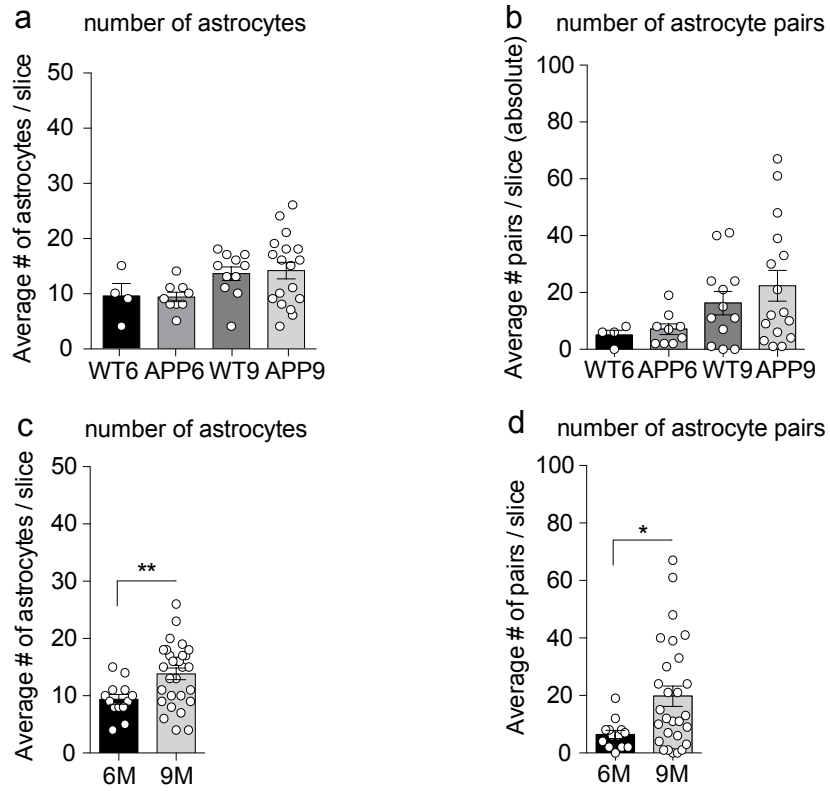 a
number of astrocytes
Average # of astrocytes / slice
50
40
30
20
10
0
WT6 APP6 WT9 APP9
b
number of astrocyte pairs
Average # pairs / slice (absolute)
100
80
60
40
20
0
WT6 APP6 WT9 APP9
c
number of astrocytes
Average # of astrocytes / slice
50
40
30
20
10
0
**
6M 9M
d
number of astrocyte pairs
Average # of pairs / slice
100
80
60
40
20
0
*
6M 9M